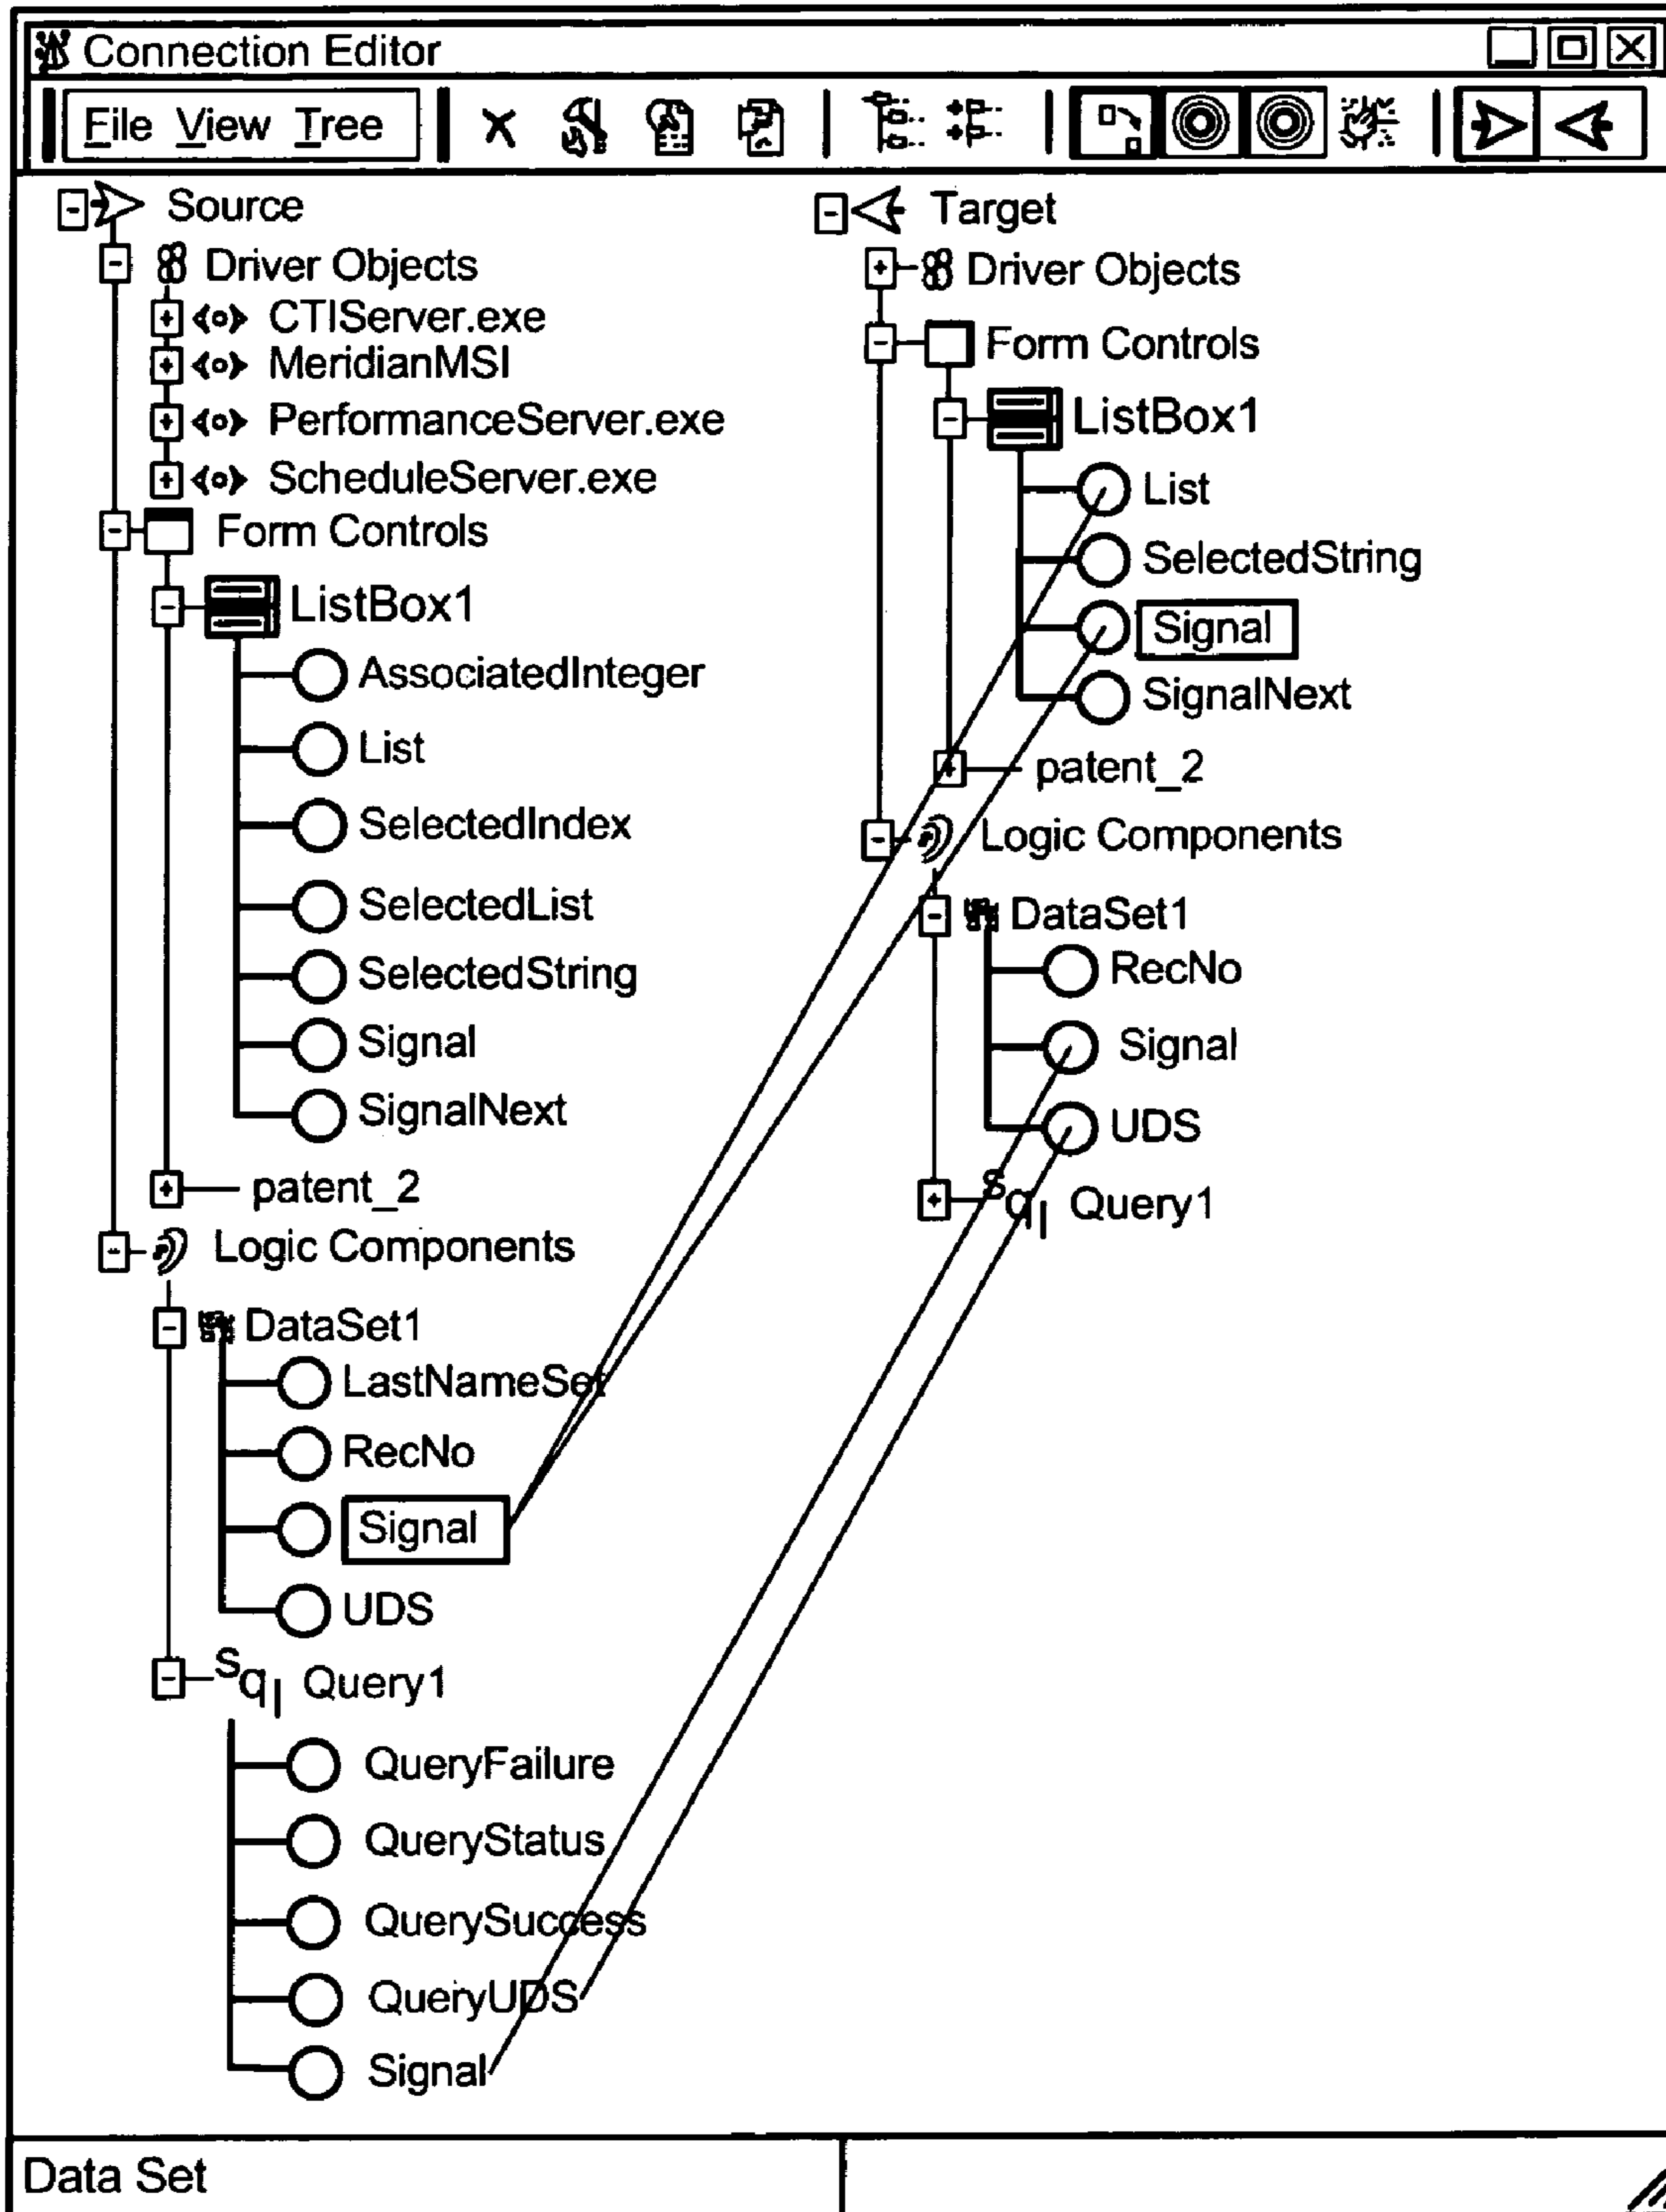 Connection Editor
File View Tree
Source
Driver Objects
CTIServer.exe
MeridianMSI
PerformanceServer.exe
ScheduleServer.exe
Form Controls
ListBox1
AssociatedInteger
List
SelectedIndex
SelectedList
SelectedString
Signal
SignalNext
patent_2
Logic Components
DataSet1
LastNameSet
RecNo
Signal
UDS
Sql Query1
QueryFailure
QueryStatus
QuerySuccess
QueryUDS
Signal
Target
Driver Objects
Form Controls
ListBox1
List
SelectedString
Signal
SignalNext
patent_2
Logic Components
DataSet1
RecNo
Signal
UDS
Sql Query1
Data Set